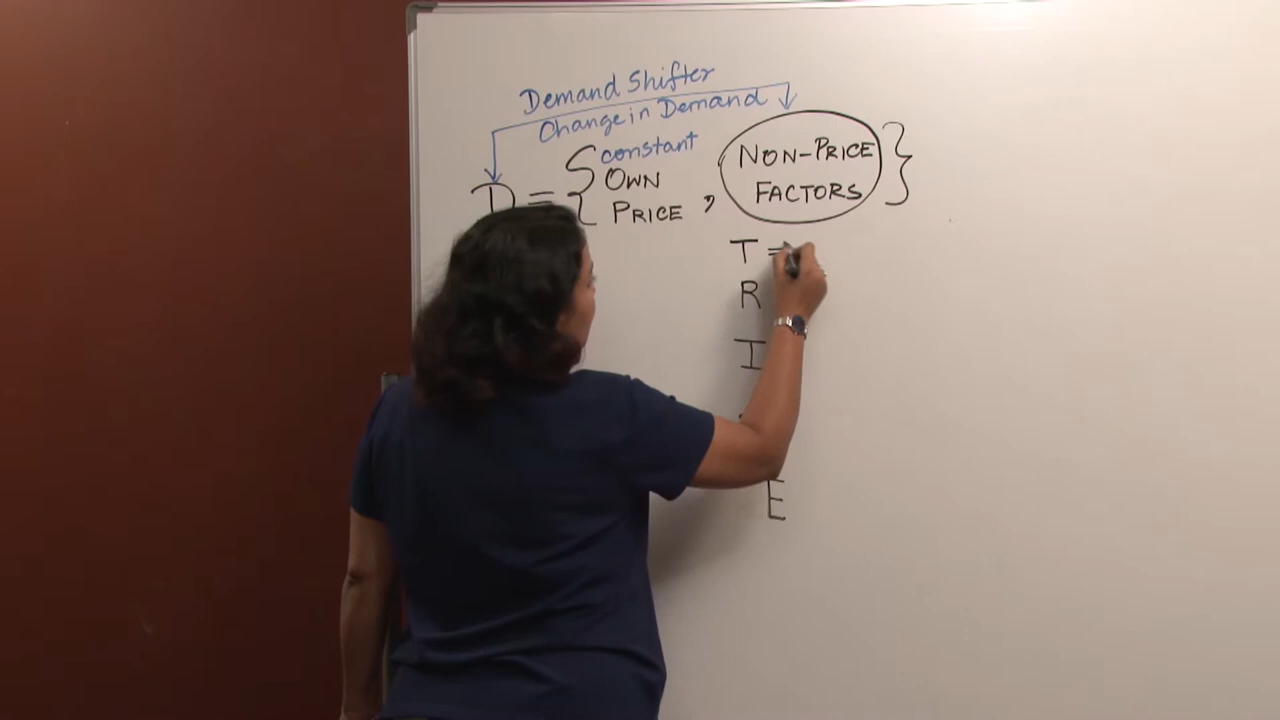 Demand Shifter
Change in Demand
D = { constant
OWN PRICE , NON-PRICE FACTORS }
T =
R
I
E